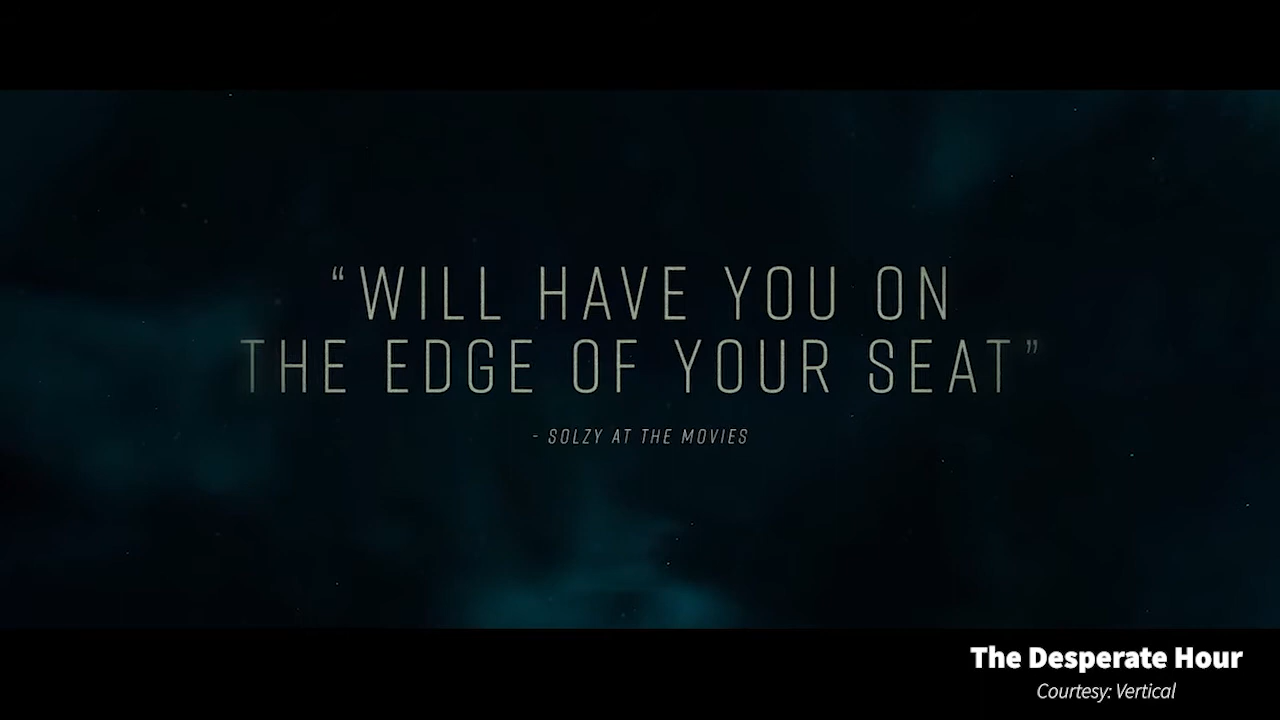 “WILL HAVE YOU ON
THE EDGE OF YOUR SEAT”
- SOLZY AT THE MOVIES
The Desperate Hour
Courtesy: Vertical